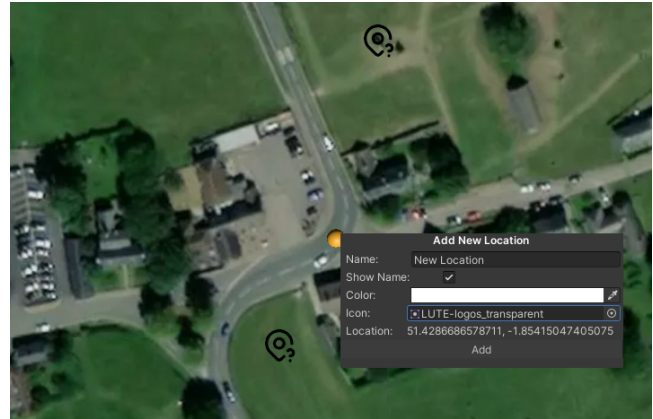 ?
Add New Location
Name: New Location
Show Name:
Color:
Icon: LUTE-logos_transparent
Location: 51.4286686578711, -1.85415047405075
Add
?